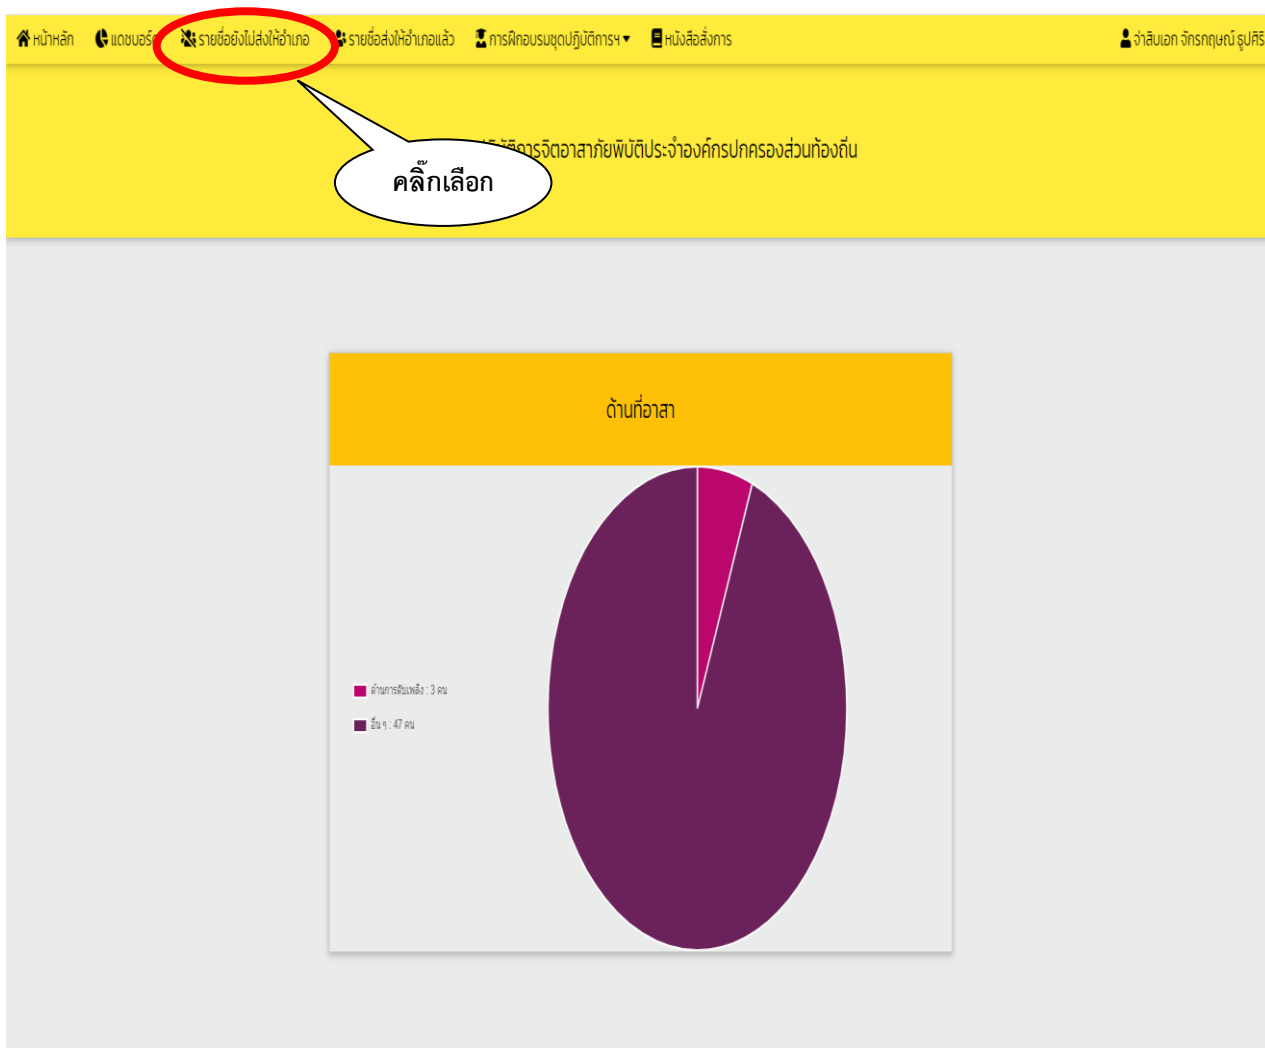 หน้าหลัก แดชบอร์ด รายชื่อยังไม่ส่งให้อำเภอ รายชื่อส่งให้อำเภอแล้ว การฝึกอบรมชุดปฏิบัติการฯ หนังสือสั่งการ จ่าสิบเอก จักรกฤษณ์ รูปศิริ
ปฏิบัติการจิตอาสาภัยพิบัติประจำองค์กรปกครองส่วนท้องถิ่น
คลิ๊กเลือก
ด้านที่อาสา
ด้านการดับเพลิง : 3 คน
อื่น ๆ : 47 คน